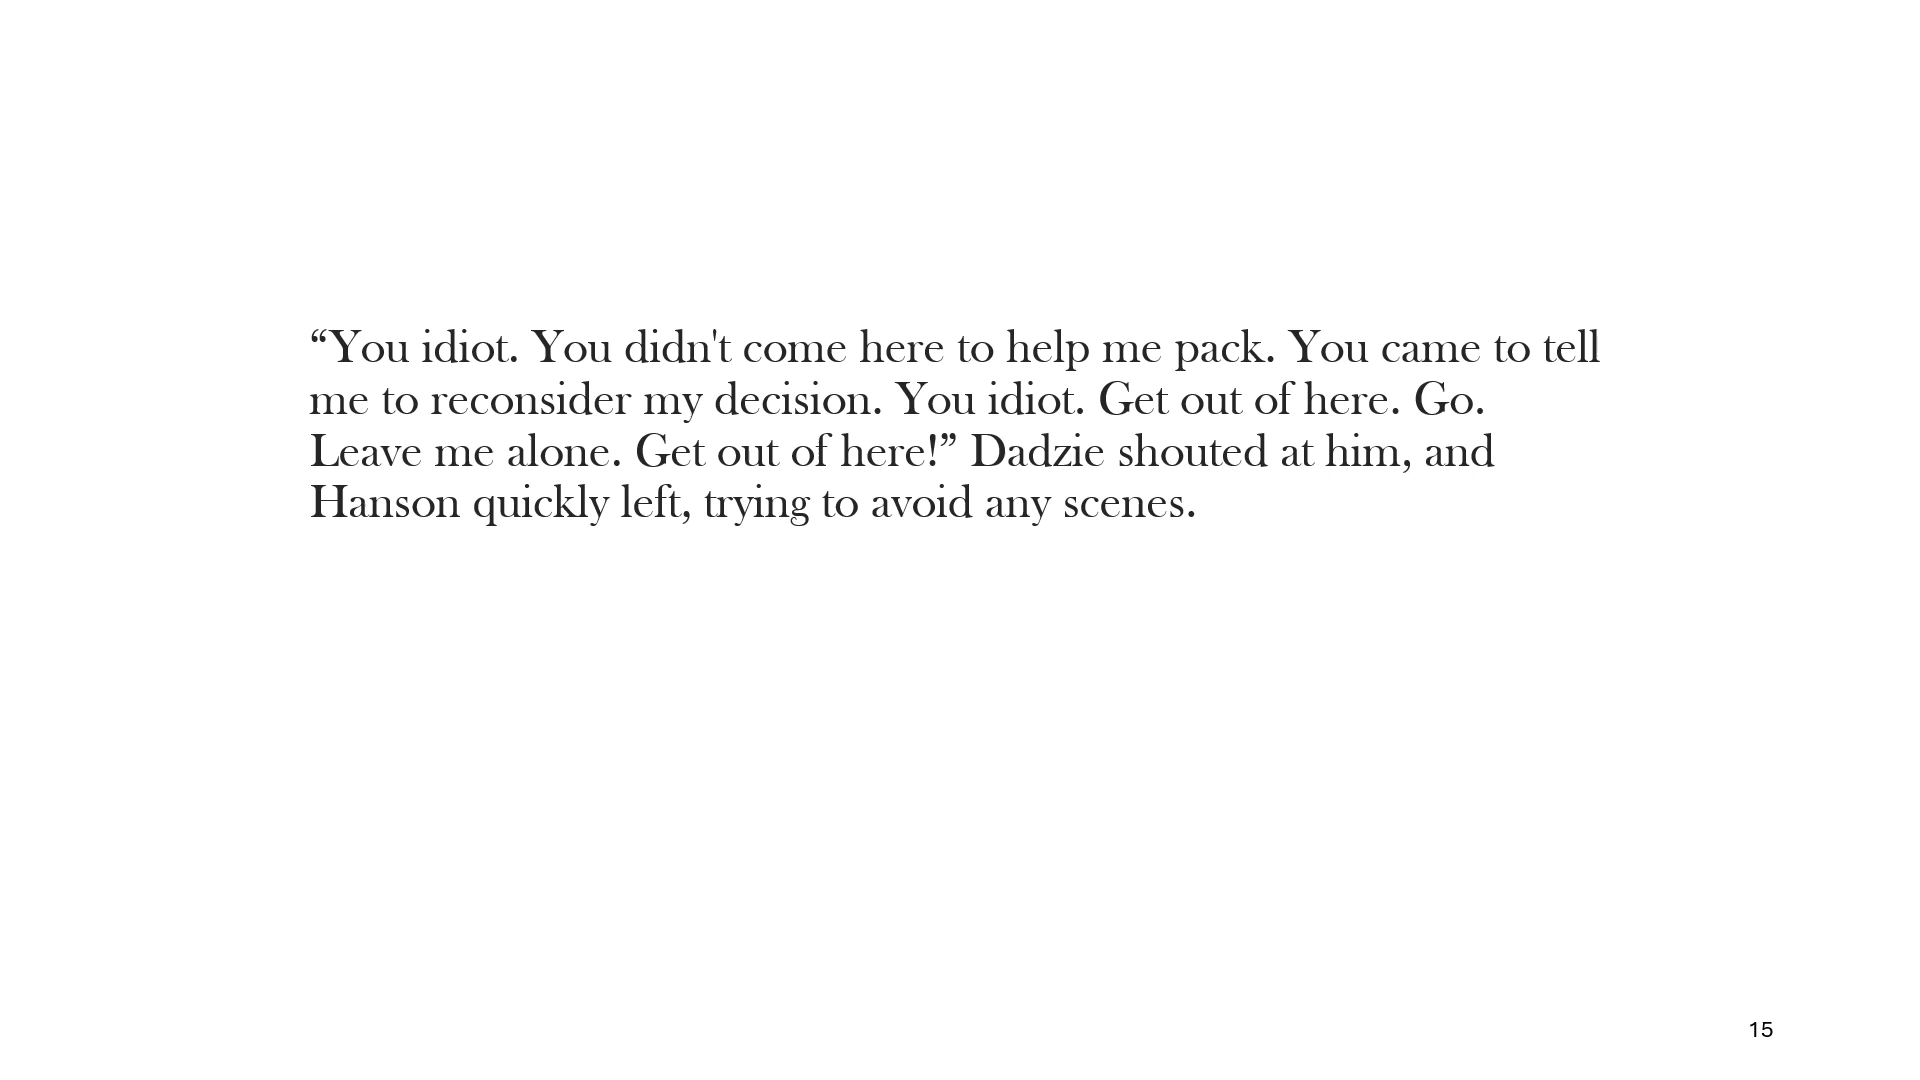 “You idiot. You didn't come here to help me pack. You came to tell
me to reconsider my decision. You idiot. Get out of here. Go.
Leave me alone. Get out of here!” Dadzie shouted at him, and
Hanson quickly left, trying to avoid any scenes.
15